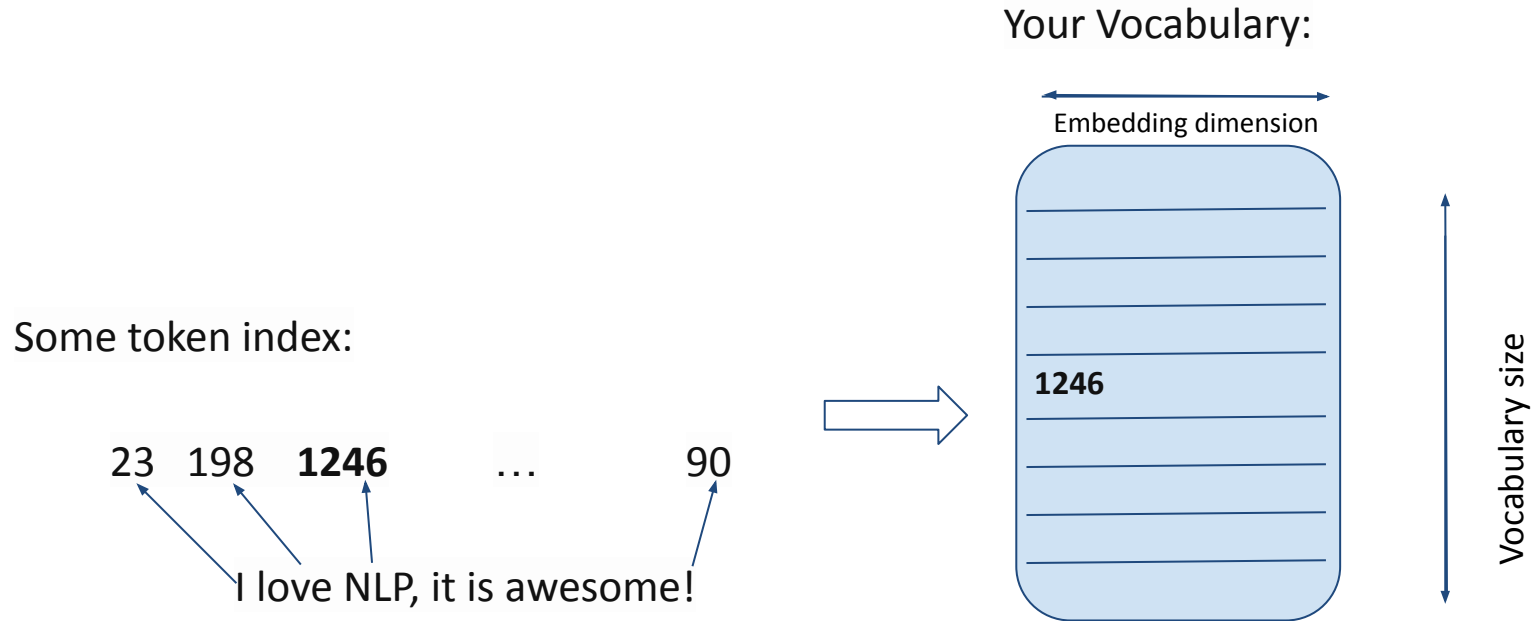 Your Vocabulary:
Embedding dimension
Some token index:
1246
Vocabulary size
23 198 1246 … 90
I love NLP, it is awesome!